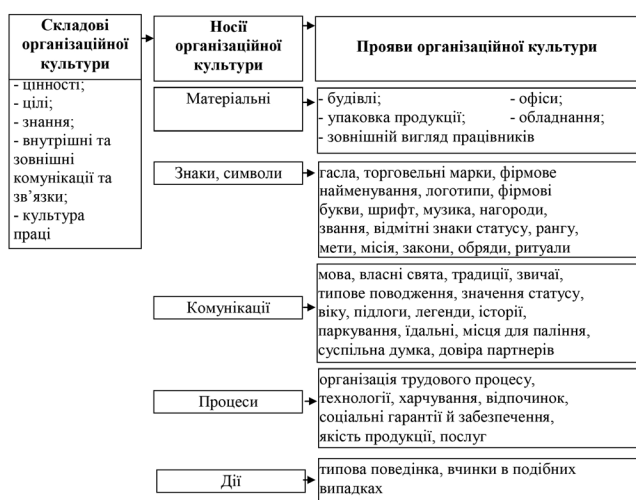 Складові
організаційної
культури
- цінності;
- цілі;
- знання;
- внутрішні та
зовнішні
комунікації та
зв’язки;
- культура
праці
Носії
організаційної
культури
Прояви організаційної культури
Матеріальні
- будівлі; - офіси;
- упаковка продукції; - обладнання;
- зовнішній вигляд працівників
Знаки, символи
гасла, торговельні марки, фірмове
найменування, логотипи, фірмові
букви, шрифт, музика, нагороди,
звання, відмітні знаки статусу, рангу,
мети, місія, закони, обряди, ритуали
Комунікації
мова, власні свята, традиції, звичаї,
типове поводження, значення статусу,
віку, підлоги, легенди, історії,
паркування, їдальні, місця для паління,
суспільна думка, довіра партнерів
Процеси
організація трудового процесу,
технології, харчування, відпочинок,
соціальні гарантії й забезпечення,
якість продукції, послуг
Дії
типова поведінка, вчинки в подібних
випадках